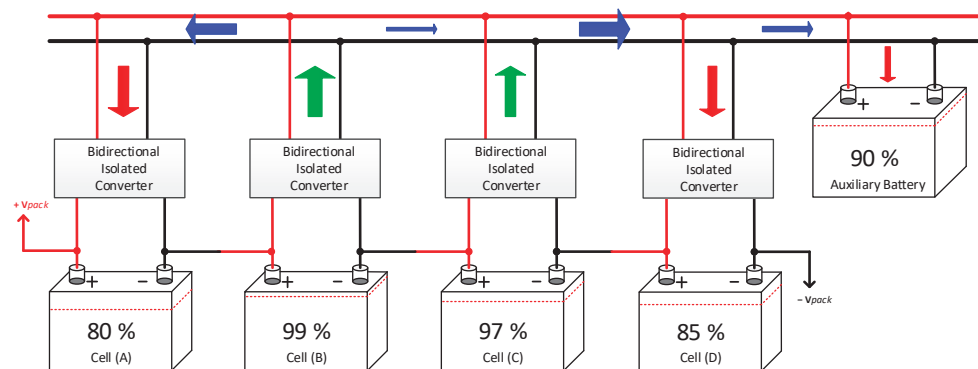 Bidirectional
Isolated
Converter
Bidirectional
Isolated
Converter
Bidirectional
Isolated
Converter
Bidirectional
Isolated
Converter
+ −
90 %
Auxiliary Battery
+ Vpack
+ −
80 %
Cell (A)
+ −
99 %
Cell (B)
+ −
97 %
Cell (C)
+ −
85 %
Cell (D)
− Vpack